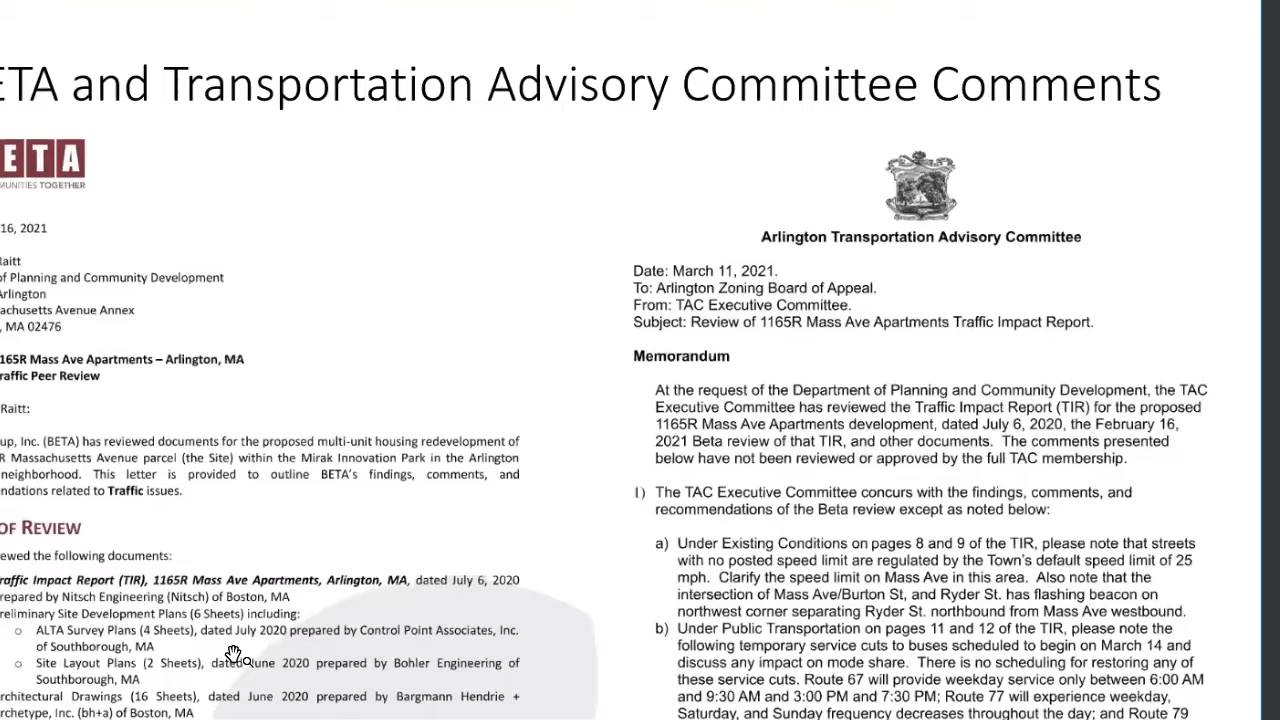 ETA and Transportation Advisory Committee Comments
ETA
MUNITIES TOGETHER
16, 2021
Raitt
of Planning and Community Development
Arlington
achusetts Avenue Annex
, MA 02476
165R Mass Ave Apartments – Arlington, MA
raffic Peer Review
Raitt:
up, Inc. (BETA) has reviewed documents for the proposed multi-unit housing redevelopment of
R Massachusetts Avenue parcel (the Site) within the Mirak Innovation Park in the Arlington
neighborhood. This letter is provided to outline BETA's findings, comments, and
ndations related to Traffic issues.
OF REVIEW
ewed the following documents:
raffic Impact Report (TIR), 1165R Mass Ave Apartments, Arlington, MA, dated July 6, 2020
repared by Nitsch Engineering (Nitsch) of Boston, MA
reliminary Site Development Plans (6 Sheets) including:
o ALTA Survey Plans (4 Sheets), dated July 2020 prepared by Control Point Associates, Inc.
of Southborough, MA
o Site Layout Plans (2 Sheets), dated June 2020 prepared by Bohler Engineering of
Southborough, MA
rchitectural Drawings (16 Sheets), dated June 2020 prepared by Bargmann Hendrie +
rchetype, Inc. (bh+a) of Boston, MA
Arlington Transportation Advisory Committee
Date: March 11, 2021.
To: Arlington Zoning Board of Appeal.
From: TAC Executive Committee.
Subject: Review of 1165R Mass Ave Apartments Traffic Impact Report.
Memorandum
At the request of the Department of Planning and Community Development, the TAC
Executive Committee has reviewed the Traffic Impact Report (TIR) for the proposed
1165R Mass Ave Apartments development, dated July 6, 2020, the February 16,
2021 Beta review of that TIR, and other documents. The comments presented
below have not been reviewed or approved by the full TAC membership.
1) The TAC Executive Committee concurs with the findings, comments, and
recommendations of the Beta review except as noted below:
a) Under Existing Conditions on pages 8 and 9 of the TIR, please note that streets
with no posted speed limit are regulated by the Town's default speed limit of 25
mph. Clarify the speed limit on Mass Ave in this area. Also note that the
intersection of Mass Ave/Burton St, and Ryder St. has flashing beacon on
northwest corner separating Ryder St. northbound from Mass Ave westbound.
b) Under Public Transportation on pages 11 and 12 of the TIR, please note the
following temporary service cuts to buses scheduled to begin on March 14 and
discuss any impact on mode share. There is no scheduling for restoring any of
these service cuts. Route 67 will provide weekday service only between 6:00 AM
and 9:30 AM and 3:00 PM and 7:30 PM; Route 77 will experience weekday,
Saturday, and Sunday frequency decreases throughout the day; and Route 79